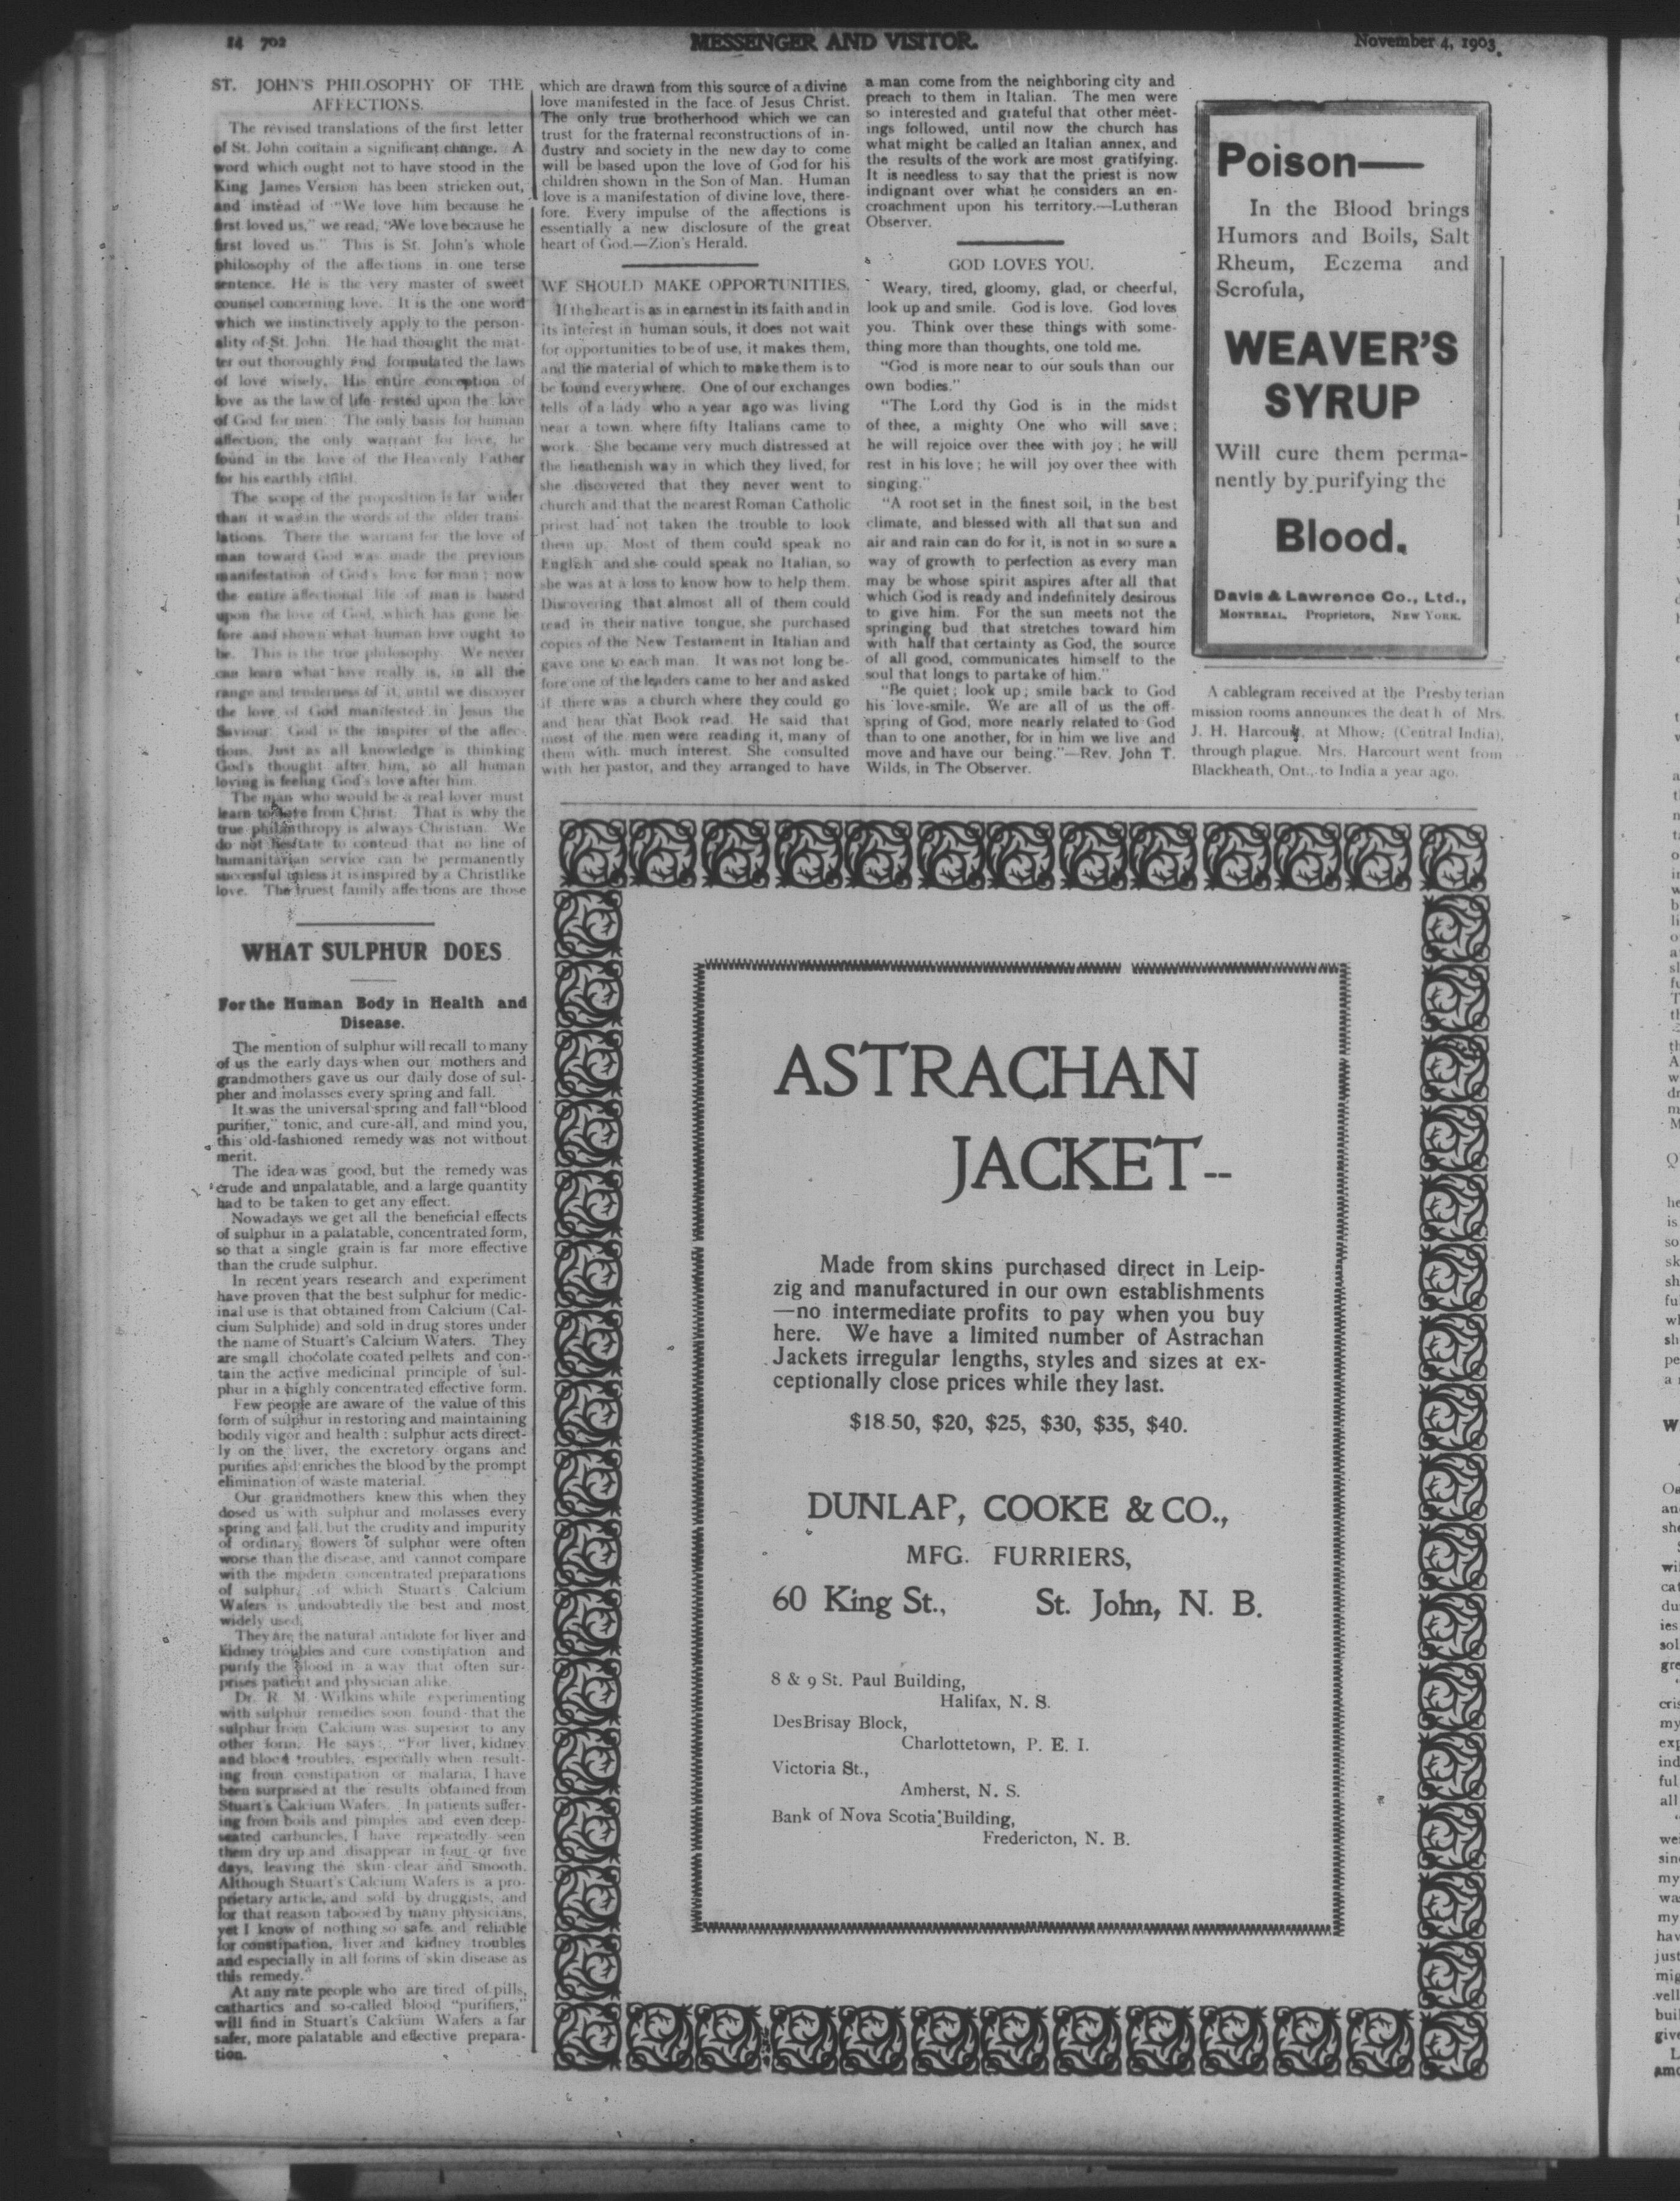 14 702
MESSENGER AND VISITOR.
November 4, 1903.
ST. JOHN'S PHILOSOPHY OF THE
AFFECTIONS.
The revised translations of the first letter
of St. John contain a significant change. A
word which ought not to have stood in the
King James Version has been stricken out,
and instead of "We love him because he
first loved us," we read, "We love because he
first loved us." This is St. John's whole
philosophy of the affections in one terse
sentence. He is the very master of sweet
counsel concerning love. It is the one word
which we instinctively apply to the person-
ality of St. John. He had thought the mat-
ter out thoroughly and formulated the laws
of love wisely. His entire conception of
love as the law of life rested upon the love
of God for men. The only basis for human
affection, the only warrant for love, he
found in the love of the Heavenly Father
for his earthly child.
The scope of the proposition is far wider
than it was in the words of the older trans-
lations. There the warrant for the love of
man toward God was made the previous
manifestation of God's love for man; now
the entire affectional life of man is based
upon the love of God, which has gone be-
fore and shown what human love ought to
be. This is the true philosophy. We never
can learn what love really is, in all the
range and tenderness of it, until we discover
the love of God manifested in Jesus the
Saviour. God is the inspirer of the affec-
tions. Just as all knowledge is thinking
God's thought after him, so all human
loving is feeling God's love after him.
The man who would be a real lover must
learn to love from Christ. That is why the
true philanthropy is always Christian. We
do not hesitate to contend that no line of
humanitarian service can be permanently
successful unless it is inspired by a Christlike
love. The truest family affections are those
WHAT SULPHUR DOES
For the Human Body in Health and
Disease.
The mention of sulphur will recall to many
of us the early days when our mothers and
grandmothers gave us our daily dose of sul-
pher and molasses every spring and fall.
It was the universal spring and fall "blood
purifier," tonic, and cure-all, and mind you,
this old-fashioned remedy was not without
merit.
The idea was good, but the remedy was
crude and unpalatable, and a large quantity
had to be taken to get any effect.
Nowadays we get all the beneficial effects
of sulphur in a palatable, concentrated form,
so that a single grain is far more effective
than the crude sulphur.
In recent years research and experiment
have proven that the best sulphur for medic-
inal use is that obtained from Calcium (Cal-
cium Sulphide) and sold in drug stores under
the name of Stuart's Calcium Wafers. They
are small chocolate coated pellets and con-
tain the active medicinal principle of sul-
phur in a highly concentrated effective form.
Few people are aware of the value of this
form of sulphur in restoring and maintaining
bodily vigor and health : sulphur acts direct-
ly on the liver, the excretory organs and
purifies and enriches the blood by the prompt
elimination of waste material.
Our grandmothers knew this when they
dosed us with sulphur and molasses every
spring and fall, but the crudity and impurity
of ordinary flowers of sulphur were often
worse than the disease, and cannot compare
with the modern concentrated preparations
of sulphur, of which Stuart's Calcium
Wafers is undoubtedly the best and most
widely used.
They are the natural antidote for liver and
kidney troubles and cure constipation and
purify the blood in a way that often sur-
prises patient and physician alike.
Dr. R. M. Wilkins while experimenting
with sulphur remedies soon found that the
sulphur from Calcium was superior to any
other form. He says: "For liver, kidney
and blood troubles, especially when result-
ing from constipation or malaria, I have
been surprised at the results obtained from
Stuart's Calcium Wafers. In patients suffer-
ing from boils and pimples and even deep-
seated carbuncles, I have repeatedly seen
them dry up and disappear in four or five
days, leaving the skin clear and smooth.
Although Stuart's Calcium Wafers is a pro-
prietary article, and sold by druggists, and
for that reason tabooed by many physicians,
yet I know of nothing so safe and reliable
for constipation, liver and kidney troubles
and especially in all forms of skin disease as
this remedy."
At any rate people who are tired of pills,
cathartics and so-called blood "purifiers,"
will find in Stuart's Calcium Wafers a far
safer, more palatable and effective prepara-
tion.
which are drawn from this source of a divine
love manifested in the face of Jesus Christ.
The only true brotherhood which we can
trust for the fraternal reconstructions of in-
dustry and society in the new day to come
will be based upon the love of God for his
children shown in the Son of Man. Human
love is a manifestation of divine love, there-
fore. Every impulse of the affections is
essentially a new disclosure of the great
heart of God.—Zion's Herald.
WE SHOULD MAKE OPPORTUNITIES.
If the heart is as in earnest in its faith and in
its interest in human souls, it does not wait
for opportunities to be of use, it makes them,
and the material of which to make them is to
be found everywhere. One of our exchanges
tells of a lady who a year ago was living
near a town where fifty Italians came to
work. She became very much distressed at
the heathenish way in which they lived, for
she discovered that they never went to
church and that the nearest Roman Catholic
priest had not taken the trouble to look
them up. Most of them could speak no
English and she could speak no Italian, so
she was at a loss to know how to help them.
Discovering that almost all of them could
read in their native tongue, she purchased
copies of the New Testament in Italian and
gave one to each man. It was not long be-
fore one of the leaders came to her and asked
if there was a church where they could go
and hear that Book read. He said that
most of the men were reading it, many of
them with much interest. She consulted
with her pastor, and they arranged to have
a man come from the neighboring city and
preach to them in Italian. The men were
so interested and grateful that other meet-
ings followed, until now the church has
what might be called an Italian annex, and
the results of the work are most gratifying.
It is needless to say that the priest is now
indignant over what he considers an en-
croachment upon his territory.—Lutheran
Observer.
GOD LOVES YOU.
Weary, tired, gloomy, glad, or cheerful,
look up and smile. God is love. God loves
you. Think over these things with some-
thing more than thoughts, one told me.
"God is more near to our souls than our
own bodies."
"The Lord thy God is in the midst
of thee, a mighty One who will save;
he will rejoice over thee with joy; he will
rest in his love; he will joy over thee with
singing."
"A root set in the finest soil, in the best
climate, and blessed with all that sun and
air and rain can do for it, is not in so sure a
way of growth to perfection as every man
may be whose spirit aspires after all that
which God is ready and indefinitely desirous
to give him. For the sun meets not the
springing bud that stretches toward him
with half that certainty as God, the source
of all good, communicates himself to the
soul that longs to partake of him."
"Be quiet; look up; smile back to God
his love-smile. We are all of us the off-
spring of God, more nearly related to God
than to one another, for in him we live and
move and have our being."—Rev. John T.
Wilds, in The Observer.
Poison—
In the Blood brings
Humors and Boils, Salt
Rheum, Eczema and
Scrofula,
WEAVER'S
SYRUP
Will cure them perma-
nently by purifying the
Blood.
Davis & Lawrence Co., Ltd.,
MONTREAL. Proprietors, NEW YORK.
A cablegram received at the Presbyterian
mission rooms announces the death of Mrs.
J. H. Harcourt, at Mhow, (Central India),
through plague. Mrs. Harcourt went from
Blackheath, Ont., to India a year ago.
ASTRACHAN
JACKET--
Made from skins purchased direct in Leip-
zig and manufactured in our own establishments
—no intermediate profits to pay when you buy
here. We have a limited number of Astrachan
Jackets irregular lengths, styles and sizes at ex-
ceptionally close prices while they last.
$18 50, $20, $25, $30, $35, $40.
DUNLAP, COOKE & CO.,
MFG. FURRIERS,
60 King St., St. John, N. B.
8 & 9 St. Paul Building,
Halifax, N. S.
DesBrisay Block,
Charlottetown, P. E. I.
Victoria St.,
Amherst, N. S.
Bank of Nova Scotia Building,
Fredericton, N. B.